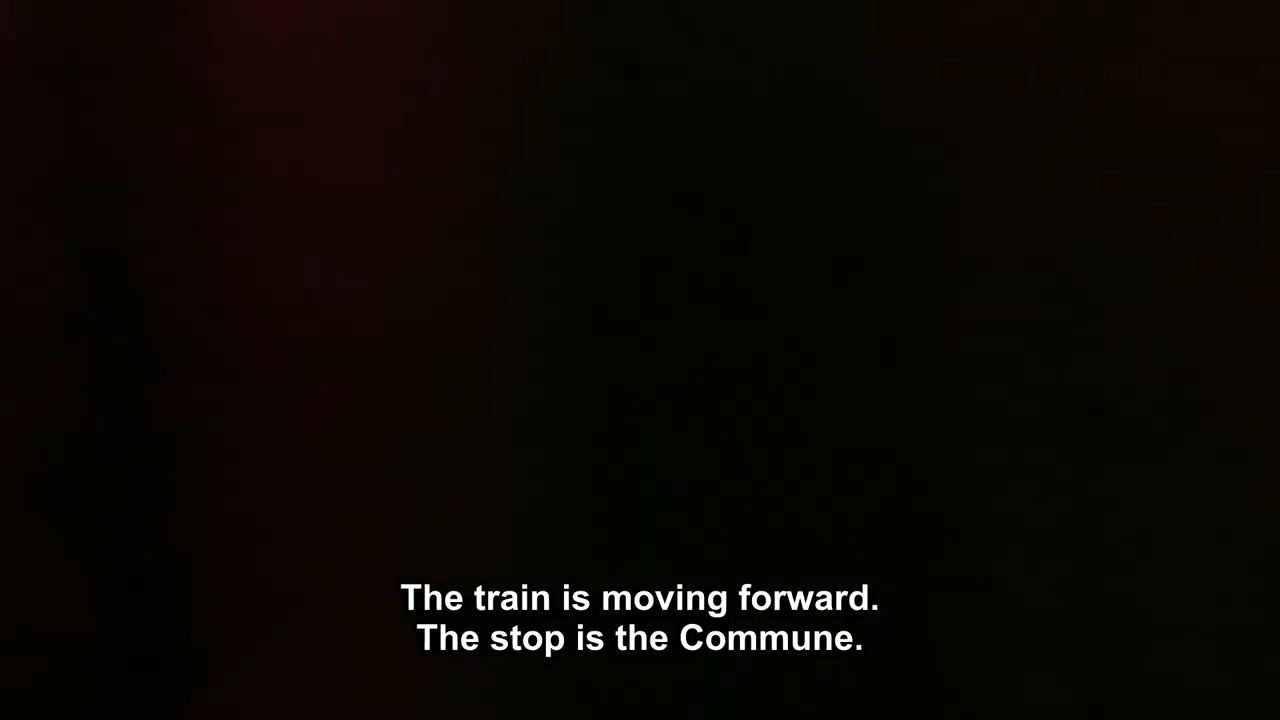 The train is moving forward.
The stop is the Commune.